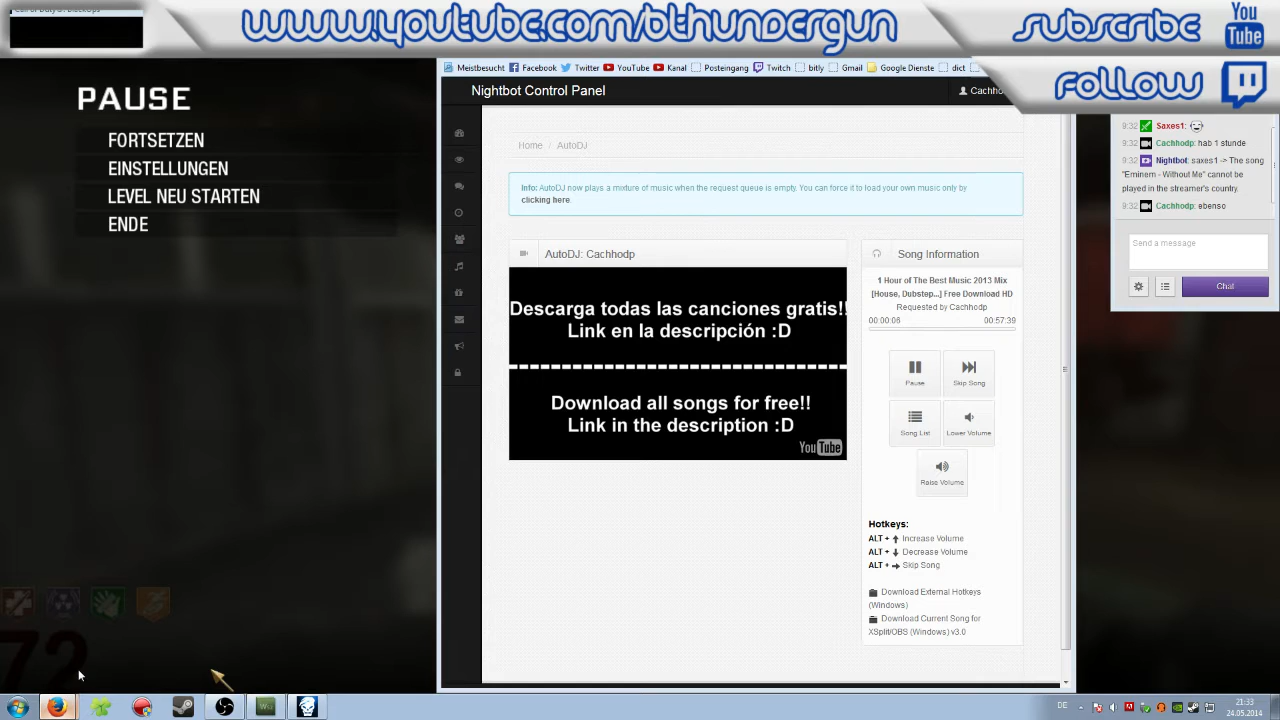 www.youtube.com/bthundergun
subscribe
You Tube
follow
Meistbesucht Facebook Twitter YouTube Kanal Posteingang Twitch bitly Gmail Google Dienste dict
Nightbot Control Panel
PAUSE
FORTSETZEN
EINSTELLUNGEN
LEVEL NEU STARTEN
ENDE
72
Home / AutoDJ
Info: AutoDJ now plays a mixture of music when the request queue is empty. You can force it to load your own music only by
clicking here.
AutoDJ: Cachhodp
Descarga todas las canciones gratis!!
Link en la descripción :D
Download all songs for free!!
Link in the description :D
YouTube
Song Information
1 Hour of The Best Music 2013 Mix
[House, Dubstep...] Free Download HD
Requested by Cachhodp
00:00:06 00:57:39
Pause
Skip Song
Song List
Lower Volume
Raise Volume
Hotkeys:
ALT + Increase Volume
ALT + Decrease Volume
ALT + Skip Song
Download External Hotkeys
(Windows)
Download Current Song for
XSplit/OBS (Windows) v3.0
9:32 Saxes1:
9:32 Cachhodp: hab 1 stunde
9:32 Nightbot: saxes1 -> The song
"Eminem - Without Me" cannot be
played in the streamer's country.
9:32 Cachhodp: ebenso
Send a message
Chat
DE
21:33
24.05.2014